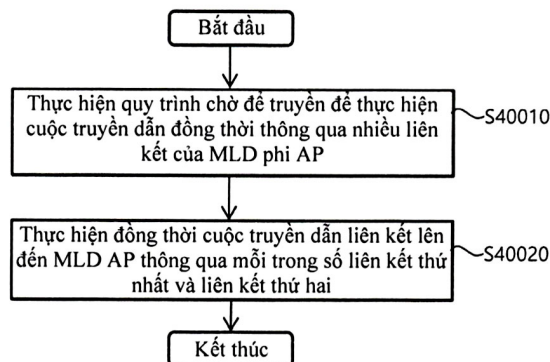 Bắt đầu
Thực hiện quy trình chờ để truyền để thực hiện
cuộc truyền dẫn đồng thời thông qua nhiều liên
kết của MLD phi AP
S40010
Thực hiện đồng thời cuộc truyền dẫn liên kết lên
đến MLD AP thông qua mỗi trong số liên kết thứ
nhất và liên kết thứ hai
S40020
Kết thúc